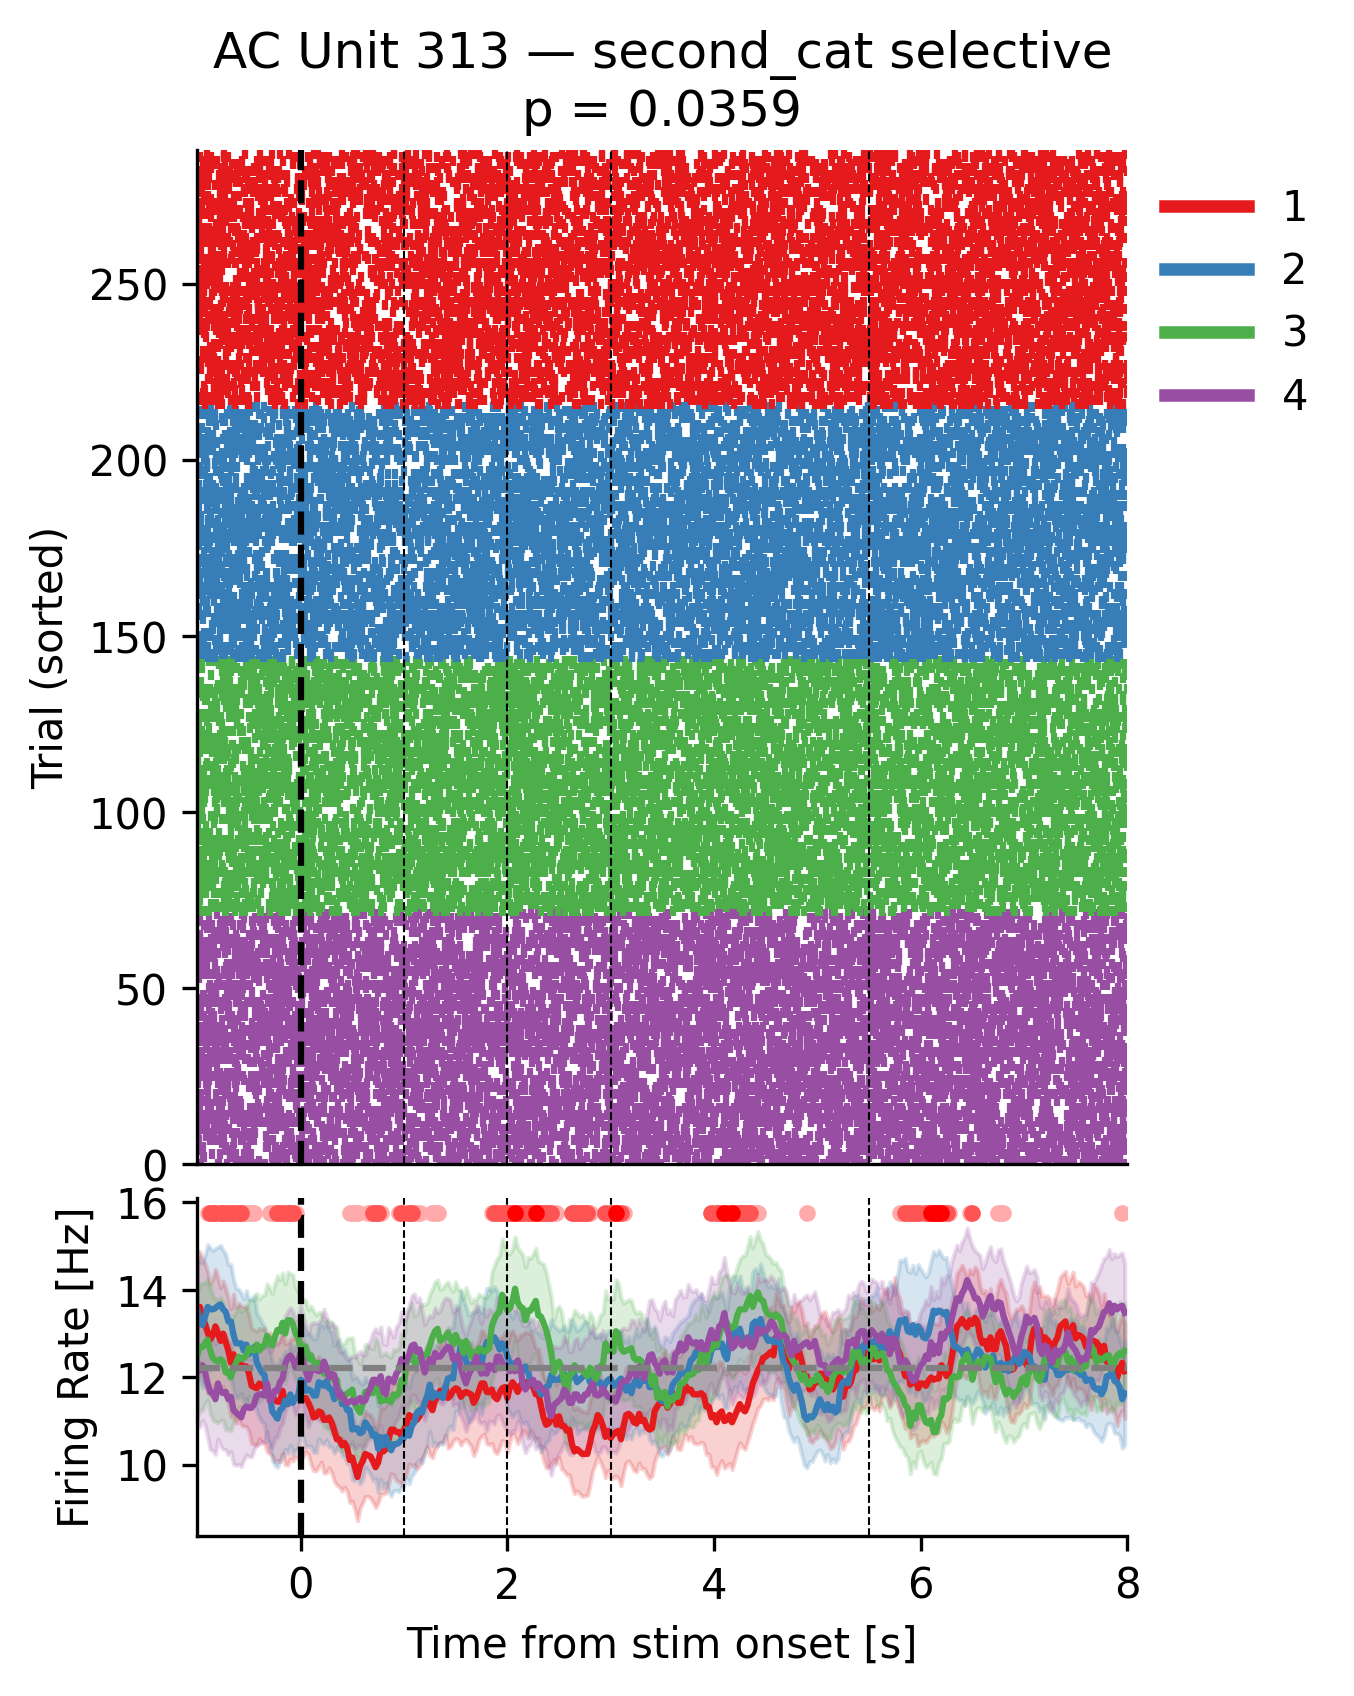 AC Unit 313 — second_cat selective
p = 0.0359
1
2
3
4
250
200
150
100
50
0
Trial (sorted)
16
14
12
10
Firing Rate [Hz]
0 2 4 6 8
Time from stim onset [s]